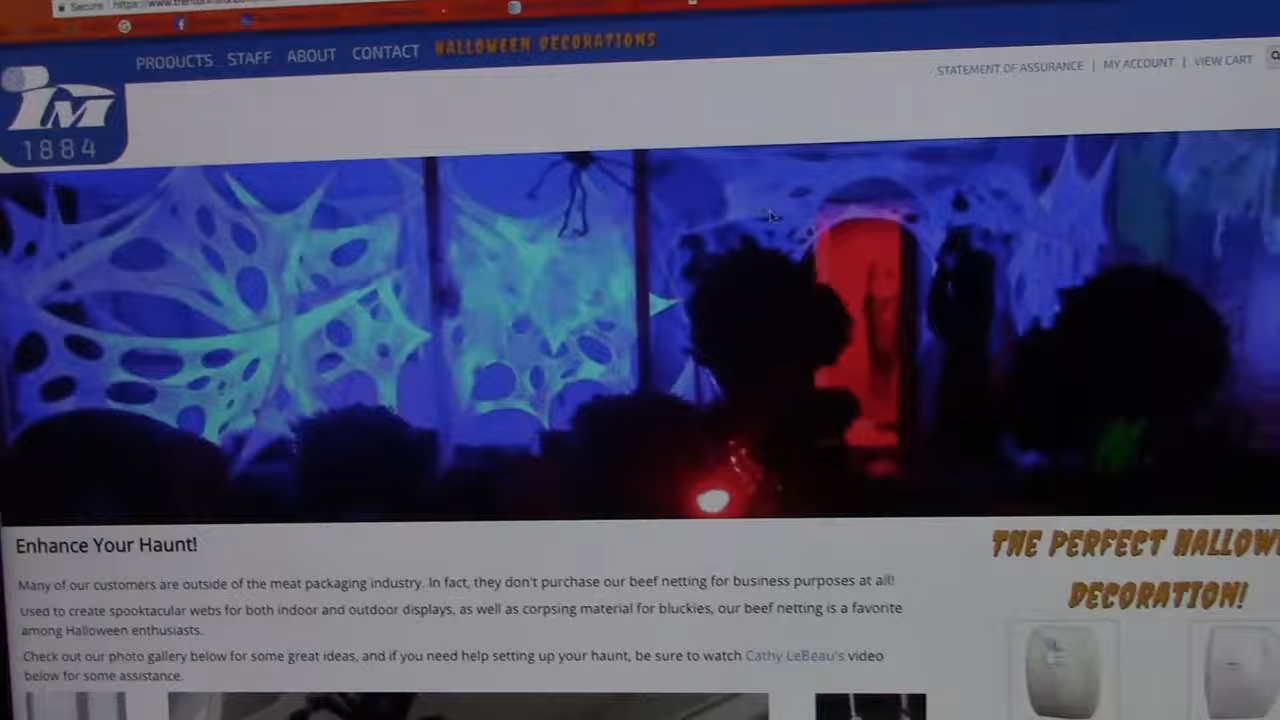 Secure
PRODUCTS STAFF ABOUT CONTACT HALLOWEEN DECORATIONS
STATEMENT OF ASSURANCE | MY ACCOUNT | VIEW CART
TM
1884
Enhance Your Haunt!
Many of our customers are outside of the meat packaging industry. In fact, they don't purchase our beef netting for business purposes at all!
Used to create spooktacular webs for both indoor and outdoor displays, as well as corpsing material for bluckies, our beef netting is a favorite
among Halloween enthusiasts.
Check out our photo gallery below for some great ideas, and if you need help setting up your haunt, be sure to watch Cathy LeBeau's video
below for some assistance.
THE PERFECT HALLOW
DECORATION!